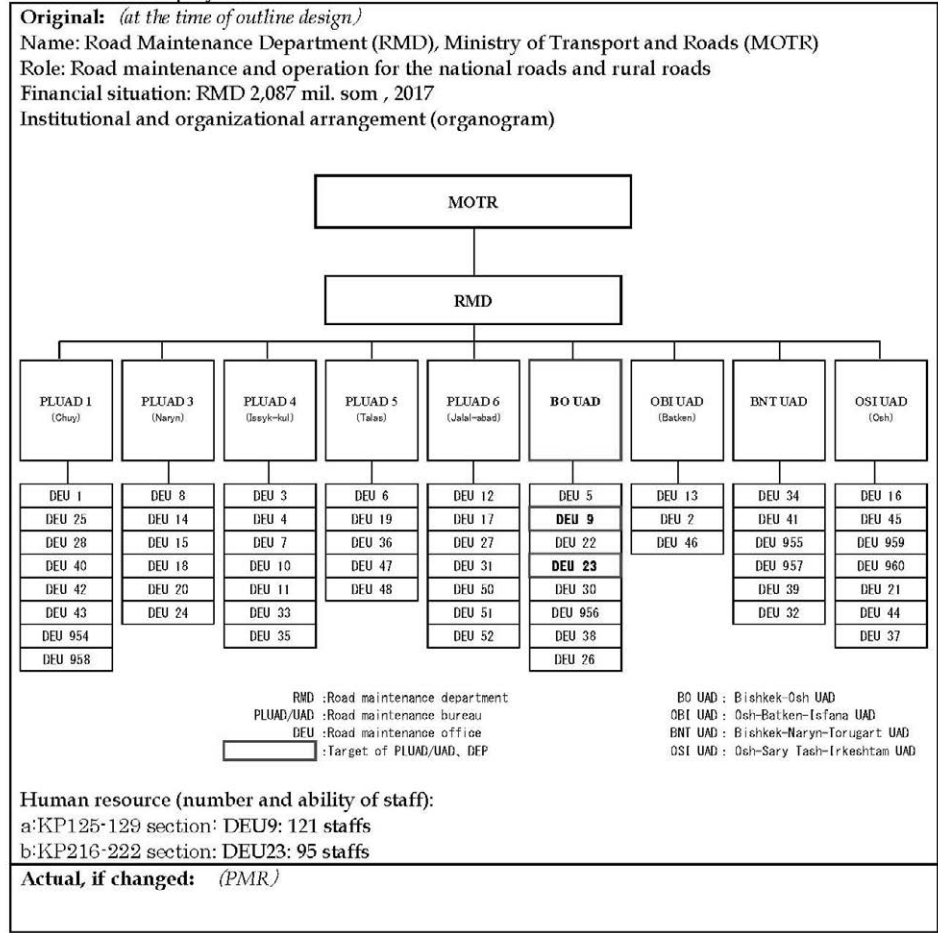 Original: (at the time of outline design)
Name: Road Maintenance Department (RMD), Ministry of Transport and Roads (MOTR)
Role: Road maintenance and operation for the national roads and rural roads
Financial situation: RMD 2,087 mil. som , 2017
Institutional and organizational arrangement (organogram)
MOTR
RMD
PLUAD 1 (Chuy)
PLUAD 3 (Naryn)
PLUAD 4 (Issyk-kul)
PLUAD 5 (Talas)
PLUAD 6 (Jalal-abad)
BO UAD
OBI UAD (Batken)
BNT UAD
OSI UAD (Osh)
DEU 1
DEU 25
DEU 28
DEU 40
DEU 42
DEU 43
DEU 954
DEU 958
DEU 8
DEU 14
DEU 15
DEU 18
DEU 20
DEU 24
DEU 3
DEU 4
DEU 7
DEU 10
DEU 11
DEU 33
DEU 35
DEU 6
DEU 19
DEU 36
DEU 47
DEU 48
DEU 12
DEU 17
DEU 27
DEU 31
DEU 50
DEU 51
DEU 52
DEU 5
DEU 9
DEU 22
DEU 23
DEU 30
DEU 956
DEU 38
DEU 26
DEU 13
DEU 2
DEU 46
DEU 34
DEU 41
DEU 955
DEU 957
DEU 39
DEU 32
DEU 16
DEU 45
DEU 959
DEU 960
DEU 21
DEU 44
DEU 37
RMD :Road maintenance department
PLUAD/UAD :Road maintenance bureau
DEU :Road maintenance office
:Target of PLUAD/UAD、DEP
BO UAD : Bishkek-Osh UAD
OBI UAD : Osh-Batken-Isfana UAD
BNT UAD : Bishkek-Naryn-Torugart UAD
OSI UAD : Osh-Sary Tash-Irkeshtam UAD
Human resource (number and ability of staff):
a:KP125-129 section: DEU9: 121 staffs
b:KP216-222 section: DEU23: 95 staffs
Actual, if changed: (PMR)